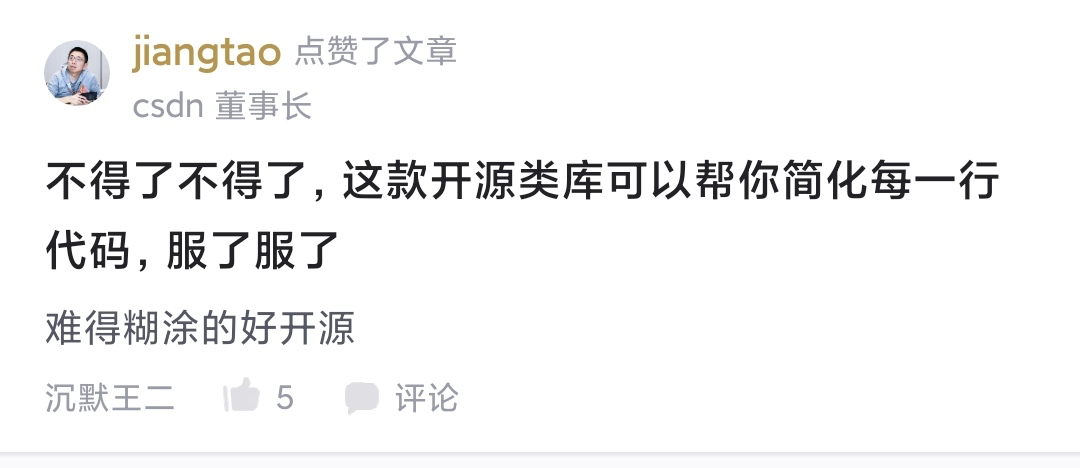 jiangtao 点赞了文章
csdn 董事长
不得了不得了，这款开源类库可以帮你简化每一行
代码，服了服了
难得糊涂的好开源
沉默王二 5 评论